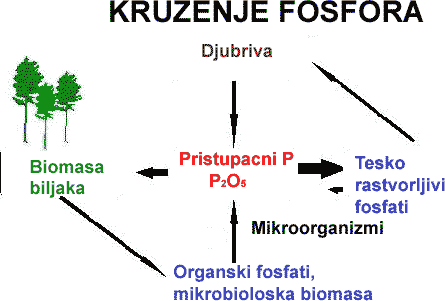 KRUZENJE FOSFORA
Djubriva
Pristupacni P
P₂O₅
Biomasa
biljaka
Tesko
rastvorljivi
fosfati
Mikroorganizmi
Organski fosfati,
mikrobioloska biomasa